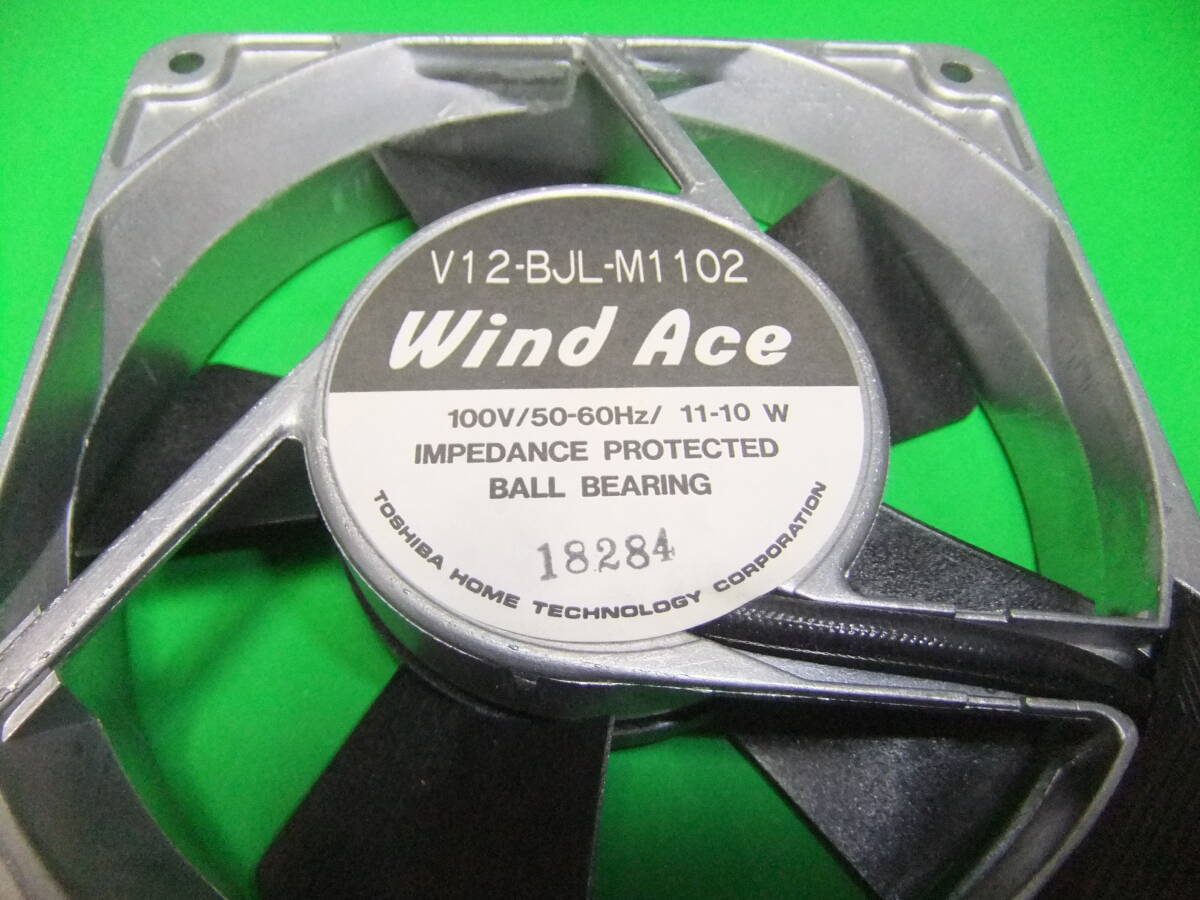 V12-BJL-M1102
Wind Ace
100V/50-60Hz/ 11-10 W
IMPEDANCE PROTECTED
BALL BEARING
18284
TOSHIBA HOME TECHNOLOGY CORPORATION